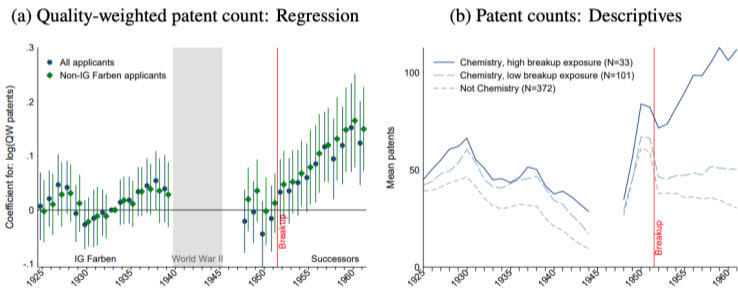 (a) Quality-weighted patent count: Regression
Coefficient for: log(QW patents)
.3
.2
.1
0
-.1
All applicants
Non-IG Farben applicants
IG Farben
World War II
Breakup
Successors
1925
1930
1935
1940
1945
1950
1955
1960
(b) Patent counts: Descriptives
Mean patents
100
50
0
Chemistry, high breakup exposure (N=33)
Chemistry, low breakup exposure (N=101)
Not Chemistry (N=372)
Breakup
1925
1930
1935
1940
1945
1950
1955
1960